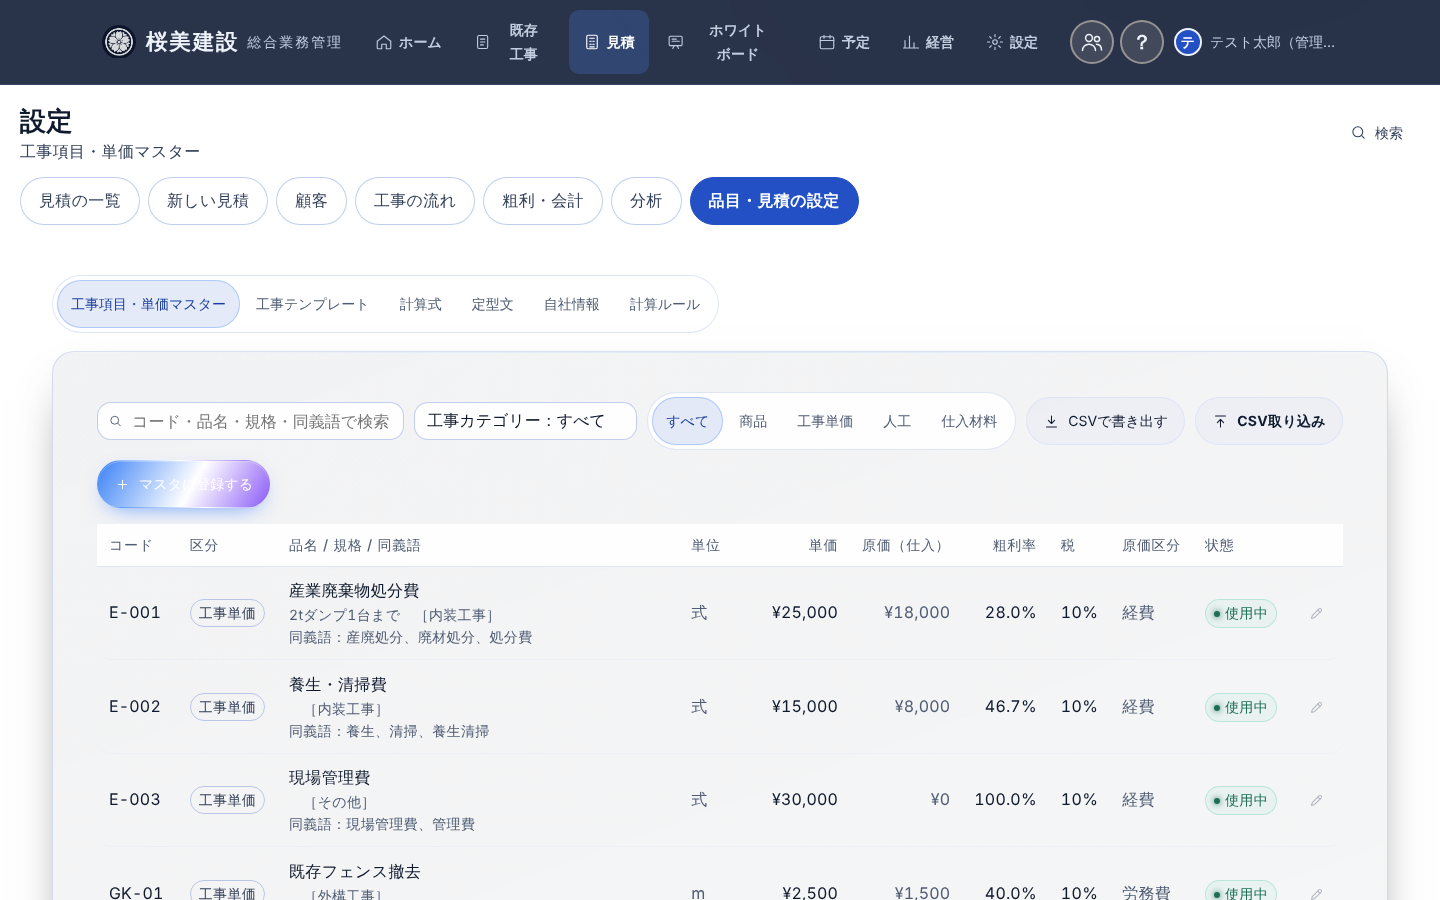 桜美建設 総合業務管理 ホーム 既存工事 見積 ホワイトボード 予定 経営 設定 ? テ テスト太郎（管理...
設定
工事項目・単価マスター
検索
見積の一覧 新しい見積 顧客 工事の流れ 粗利・会計 分析 品目・見積の設定
工事項目・単価マスター 工事テンプレート 計算式 定型文 自社情報 計算ルール
コード・品名・規格・同義語で検索 工事カテゴリー：すべて すべて 商品 工事単価 人工 仕入材料 CSVで書き出す CSV取り込み
マスタに登録する
コード 区分 品名 / 規格 / 同義語 単位 単価 原価（仕入） 粗利率 税 原価区分 状態
産業廃棄物処分費
E-001 工事単価 2tダンプ1台まで ［内装工事］ 式 ¥25,000 ¥18,000 28.0% 10% 経費 使用中
同義語：産廃処分、廃材処分、処分費
養生・清掃費
E-002 工事単価 ［内装工事］ 式 ¥15,000 ¥8,000 46.7% 10% 経費 使用中
同義語：養生、清掃、養生清掃
現場管理費
E-003 工事単価 ［その他］ 式 ¥30,000 ¥0 100.0% 10% 経費 使用中
同義語：現場管理費、管理費
既存フェンス撤去
GK-01 工事単価 ［外構工事］ m ¥2,500 ¥1,500 40.0% 10% 労務費 使用中